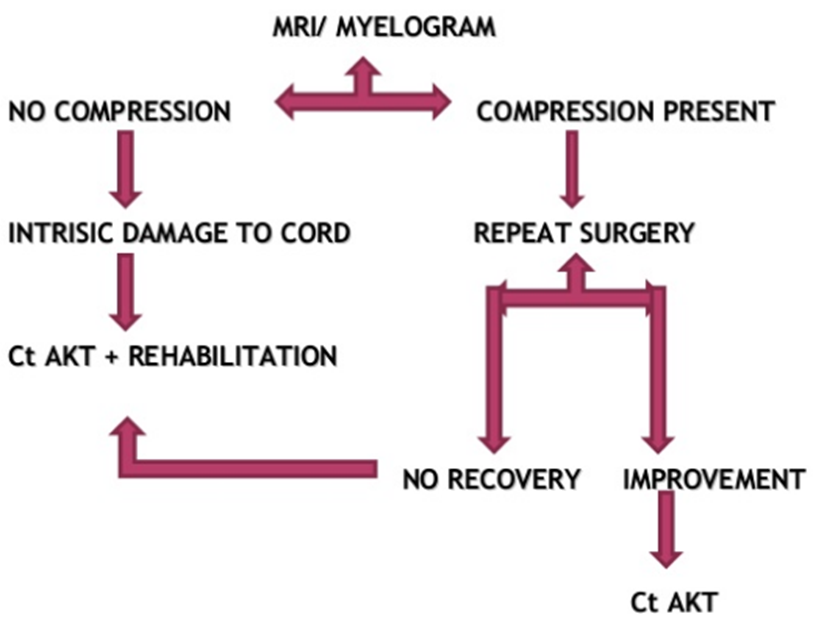 MRI/ MYELOGRAM
NO COMPRESSION
COMPRESSION PRESENT
INTRISIC DAMAGE TO CORD
REPEAT SURGERY
Ct AKT + REHABILITATION
NO RECOVERY
IMPROVEMENT
Ct AKT